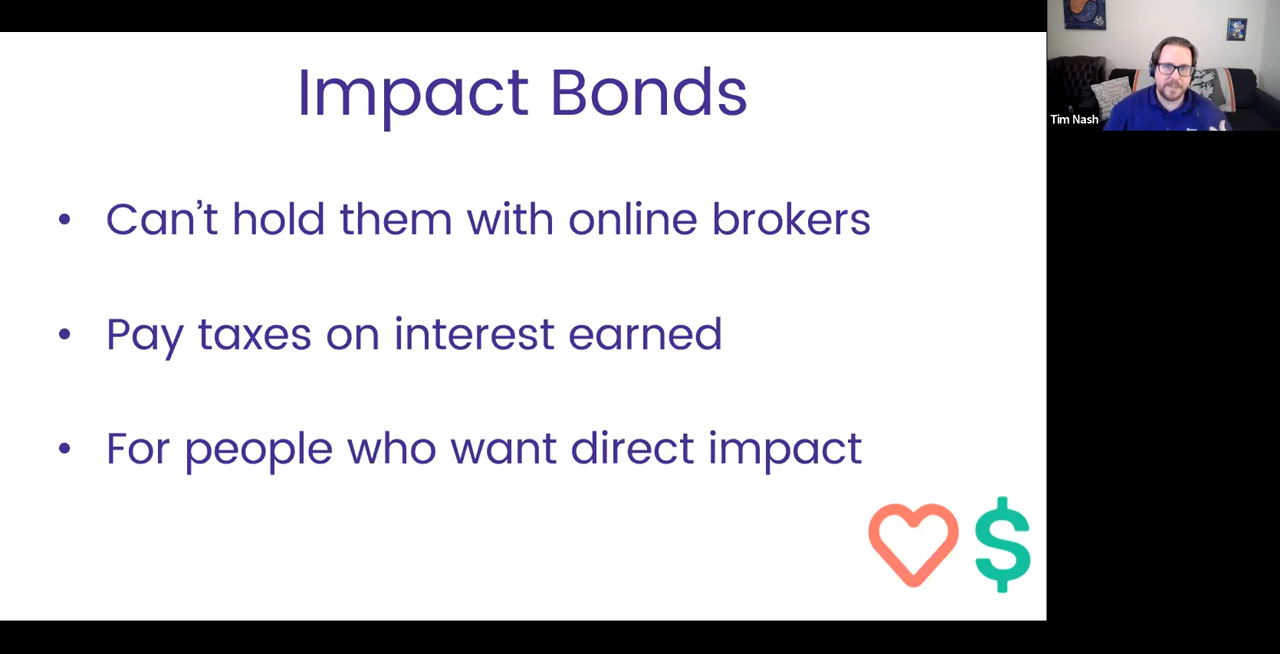 Impact Bonds
• Can't hold them with online brokers
• Pay taxes on interest earned
• For people who want direct impact
$
Tim Nash